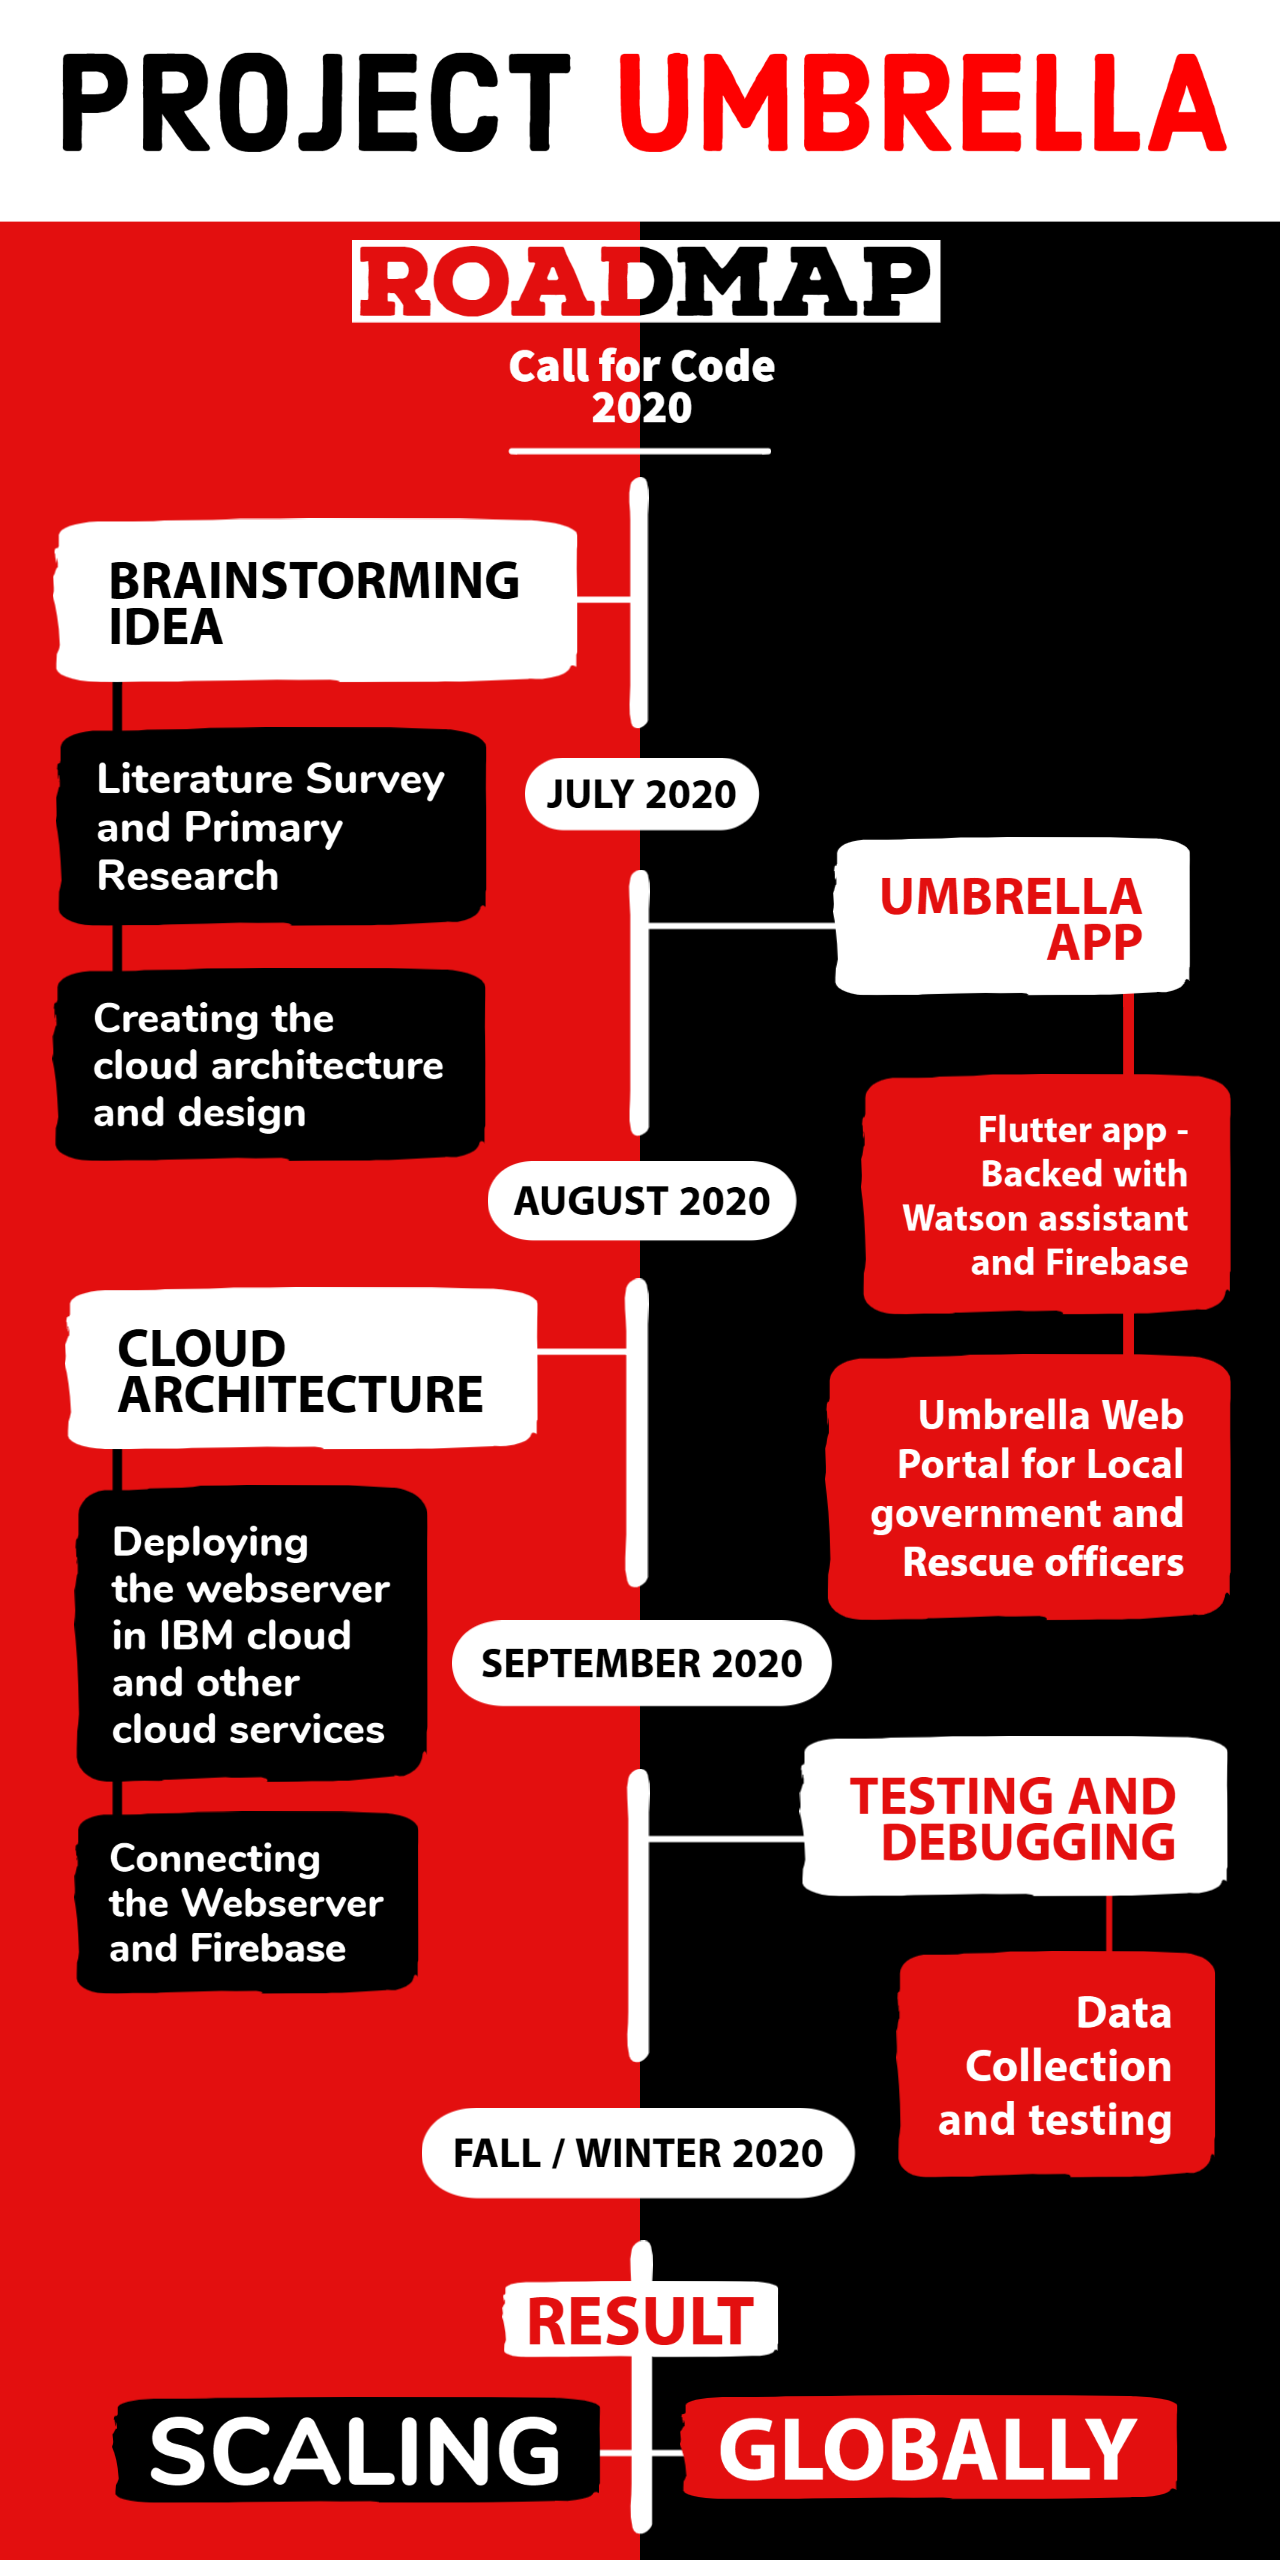 PROJECT UMBRELLA
ROADMAP
Call for Code
2020
BRAINSTORMING
IDEA
Literature Survey
and Primary
Research
Creating the
cloud architecture
and design
JULY 2020
UMBRELLA
APP
Flutter app -
Backed with
Watson assistant
and Firebase
Umbrella Web
Portal for Local
government and
Rescue officers
AUGUST 2020
CLOUD
ARCHITECTURE
Deploying
the webserver
in IBM cloud
and other
cloud services
Connecting
the Webserver
and Firebase
SEPTEMBER 2020
TESTING AND
DEBUGGING
Data
Collection
and testing
FALL / WINTER 2020
RESULT
SCALING GLOBALLY